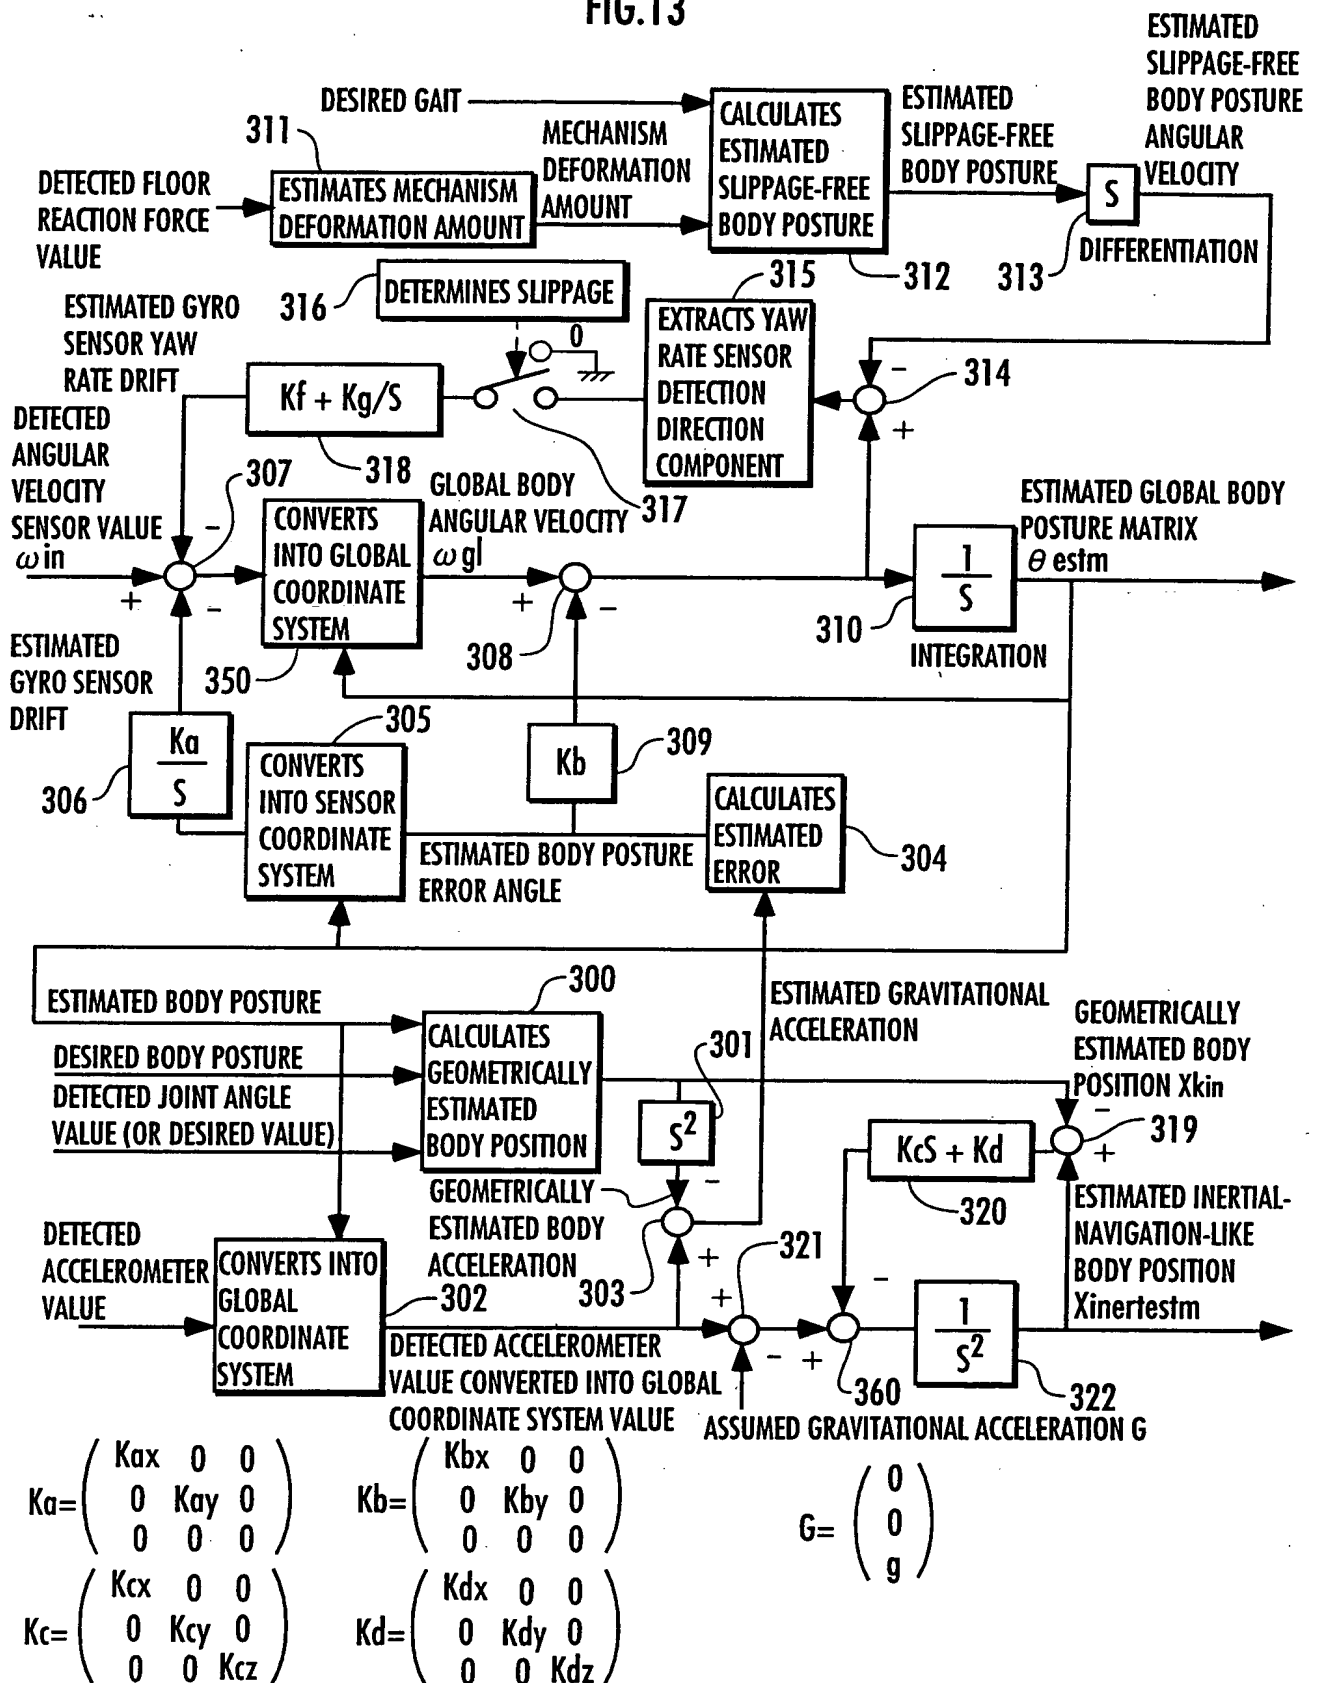 FIG.13
ESTIMATED
SLIPPAGE-FREE
BODY POSTURE
ANGULAR
VELOCITY
DESIRED GAIT
311
MECHANISM
DEFORMATION
AMOUNT
CALCULATES
ESTIMATED
SLIPPAGE-FREE
BODY POSTURE
ESTIMATED
SLIPPAGE-FREE
BODY POSTURE
DETECTED FLOOR
REACTION FORCE
VALUE
ESTIMATES MECHANISM
DEFORMATION AMOUNT
S
DIFFERENTIATION
312
313
315
316
DETERMINES SLIPPAGE
0
ESTIMATED GYRO
SENSOR YAW
RATE DRIFT
EXTRACTS YAW
RATE SENSOR
DETECTION
DIRECTION
COMPONENT
−
314
+
Kf + Kg/S
318
317
DETECTED
ANGULAR
VELOCITY
SENSOR VALUE
ωin
307
−
+
−
CONVERTS
INTO GLOBAL
COORDINATE
SYSTEM
350
GLOBAL BODY
ANGULAR VELOCITY
ωgl
+
−
308
1
S
310
INTEGRATION
ESTIMATED GLOBAL BODY
POSTURE MATRIX
θ estm
ESTIMATED
GYRO SENSOR
DRIFT
Ka
S
306
305
CONVERTS
INTO SENSOR
COORDINATE
SYSTEM
Kb
309
CALCULATES
ESTIMATED
ERROR
304
ESTIMATED BODY POSTURE
ERROR ANGLE
300
ESTIMATED BODY POSTURE
DESIRED BODY POSTURE
DETECTED JOINT ANGLE
VALUE (OR DESIRED VALUE)
CALCULATES
GEOMETRICALLY
ESTIMATED
BODY POSITION
ESTIMATED GRAVITATIONAL
ACCELERATION
301
S²
GEOMETRICALLY
ESTIMATED BODY
POSITION Xkin
−
319
+
KcS + Kd
320
GEOMETRICALLY
ESTIMATED BODY
ACCELERATION
−
303
+
ESTIMATED INERTIAL-
NAVIGATION-LIKE
BODY POSITION
Xinertestm
DETECTED
ACCELEROMETER
VALUE
CONVERTS INTO
GLOBAL
COORDINATE
SYSTEM
302
DETECTED ACCELEROMETER
VALUE CONVERTED INTO GLOBAL
COORDINATE SYSTEM VALUE
321
+
−
−
+
360
1
S²
322
ASSUMED GRAVITATIONAL ACCELERATION G
Ka= ( Kax 0 0
0 Kay 0
0 0 0 )
Kb= ( Kbx 0 0
0 Kby 0
0 0 0 )
G= ( 0
0
g )
Kc= ( Kcx 0 0
0 Kcy 0
0 0 Kcz )
Kd= ( Kdx 0 0
0 Kdy 0
0 0 Kdz )